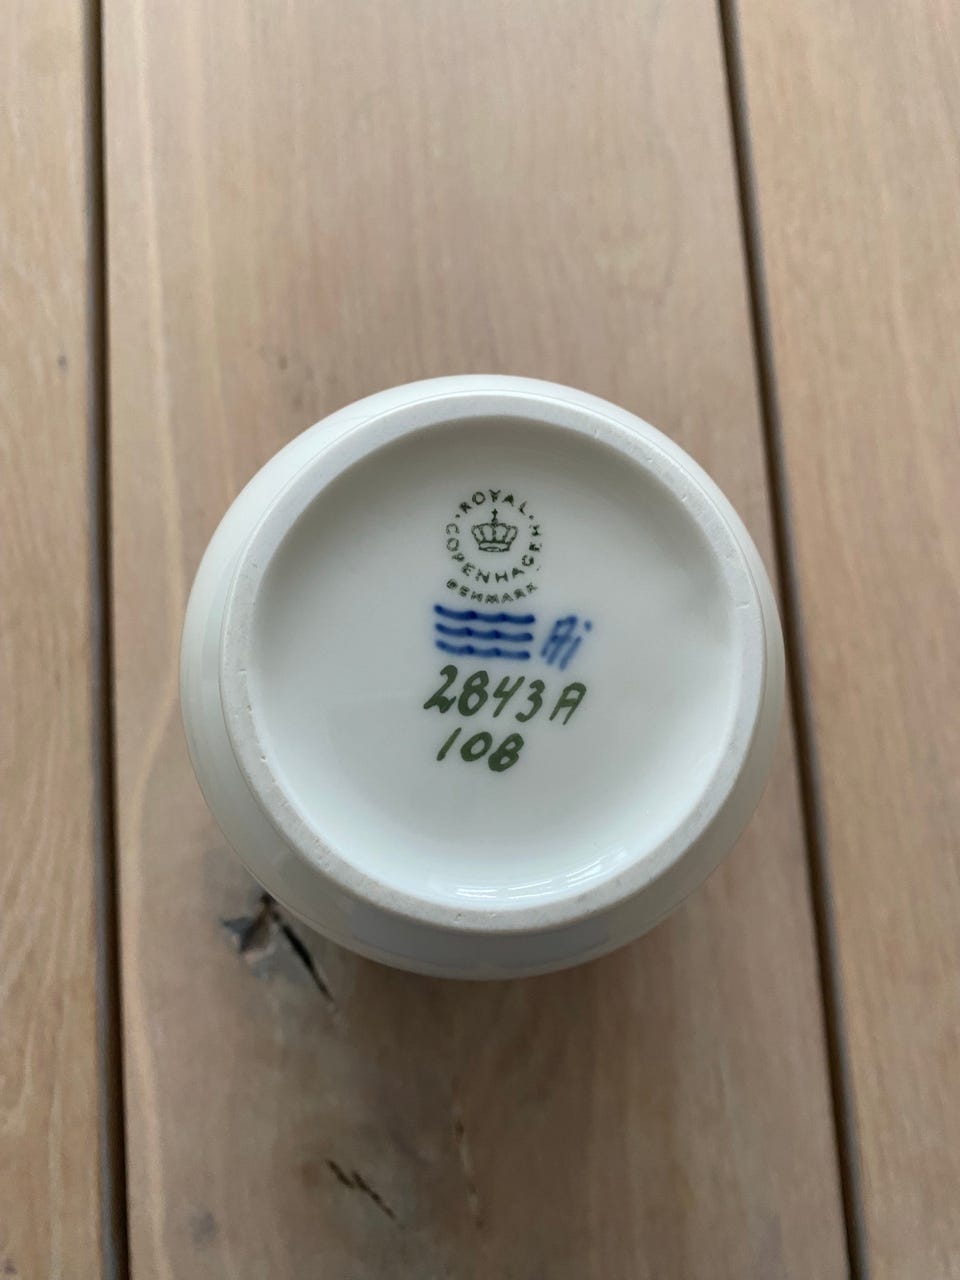 ROYAL
COPENHAGEN
DENMARK
Ai
2843A
108